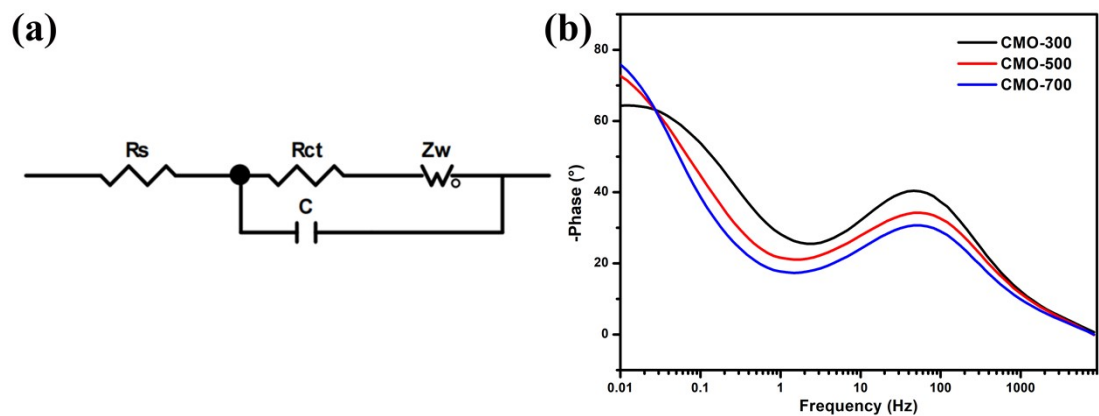 (a)
Rs
Rct
Zw
C
(b)
CMO-300
CMO-500
CMO-700
-Phase (°)
80
60
40
20
0
0.01
0.1
1
10
100
1000
Frequency (Hz)